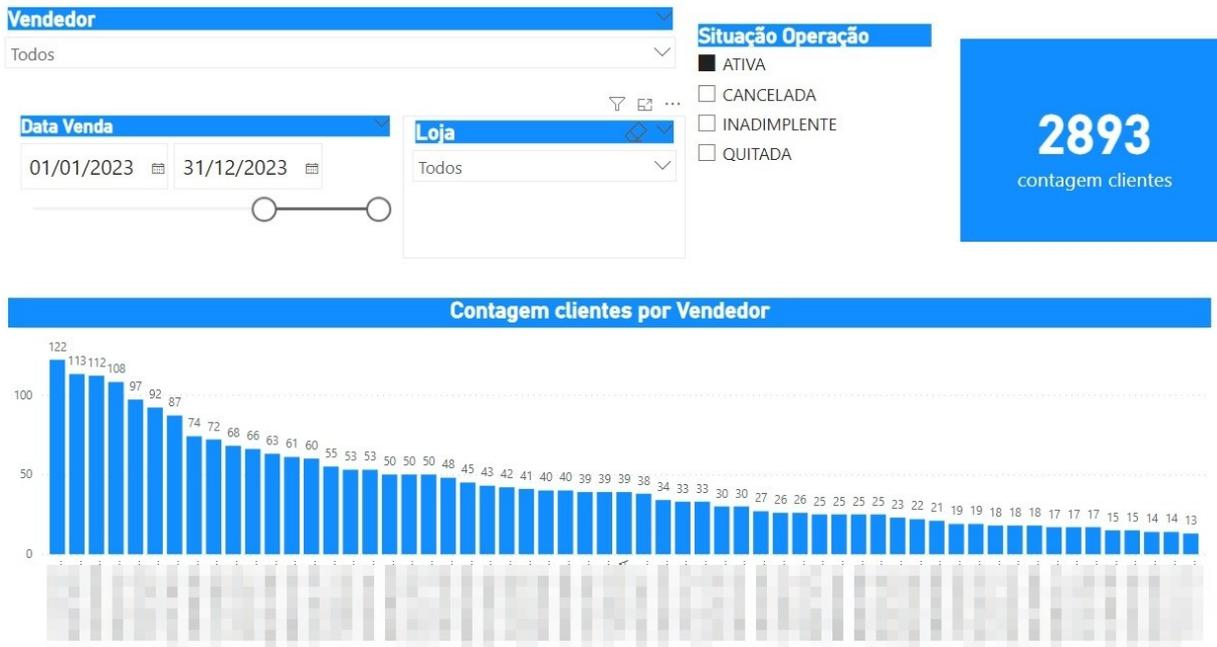 Vendedor
Todos
Situação Operação
ATIVA
CANCELADA
INADIMPLENTE
QUITADA
Data Venda
01/01/2023 31/12/2023
Loja
Todos
2893
contagem clientes
Contagem clientes por Vendedor
122 113 112 108 97 92 87 74 72 68 66 63 61 60 55 53 53 50 50 50 48 45 43 42 41 40 40 39 39 39 38 34 33 33 30 30 27 26 26 25 25 25 25 23 22 21 19 19 18 18 18 17 17 17 15 15 14 14 13
100
50
0